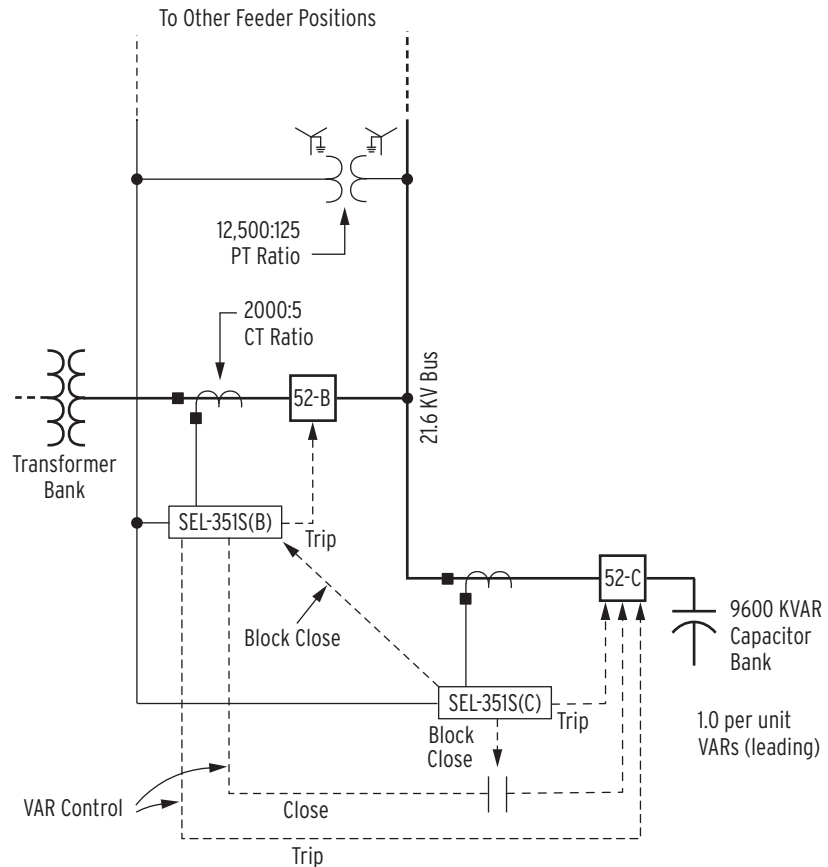 To Other Feeder Positions
12,500:125
PT Ratio
2000:5
CT Ratio
52-B
21.6 KV Bus
Transformer
Bank
SEL-351S(B)
Trip
Block Close
52-C
9600 KVAR
Capacitor
Bank
SEL-351S(C)
Trip
Block
Close
1.0 per unit
VARs (leading)
VAR Control
Close
Trip